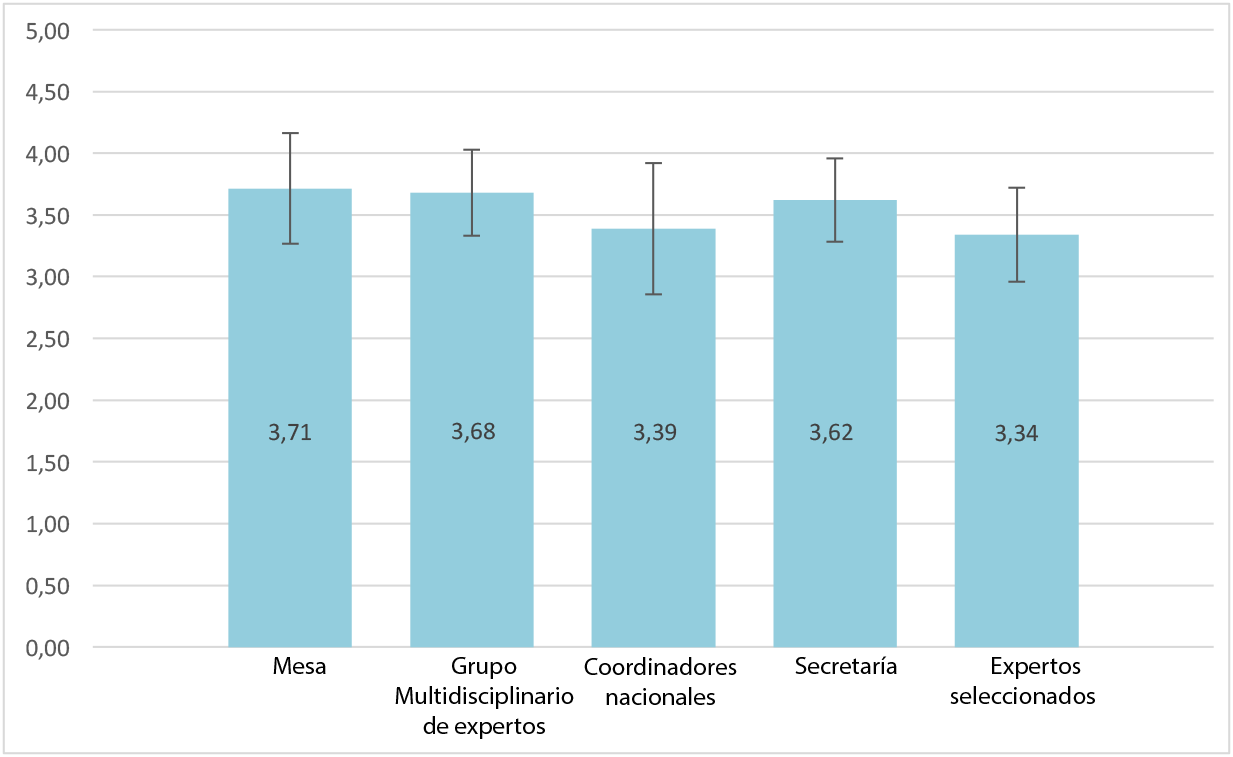 5,00
4,50
4,00
3,50
3,00
2,50
2,00
1,50
1,00
0,50
0,00
3,71
3,68
3,39
3,62
3,34
Mesa
Grupo
Multidisciplinario
de expertos
Coordinadores
nacionales
Secretaría
Expertos
seleccionados